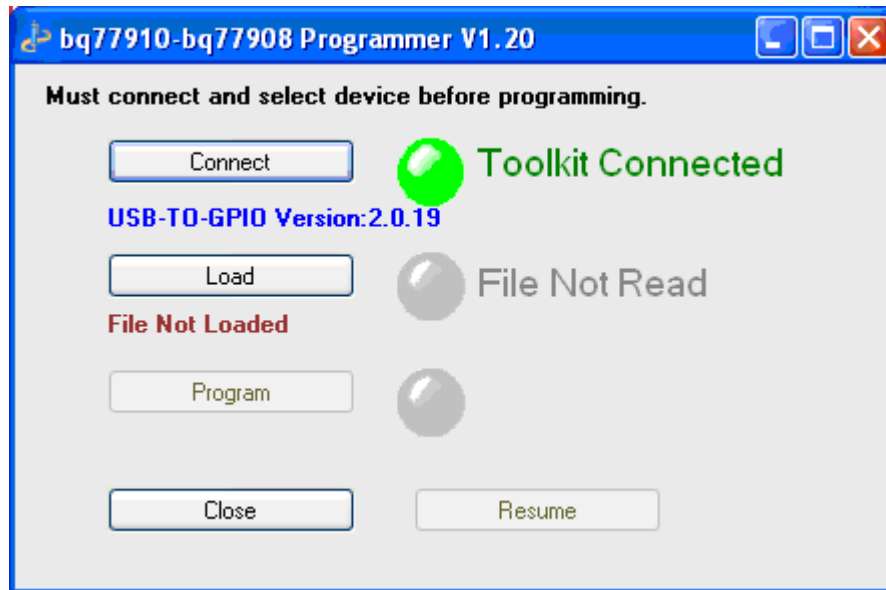 bq77910-bq77908 Programmer V1.20
Must connect and select device before programming.
Connect
Toolkit Connected
USB-TO-GPIO Version:2.0.19
Load
File Not Read
File Not Loaded
Program
Close
Resume